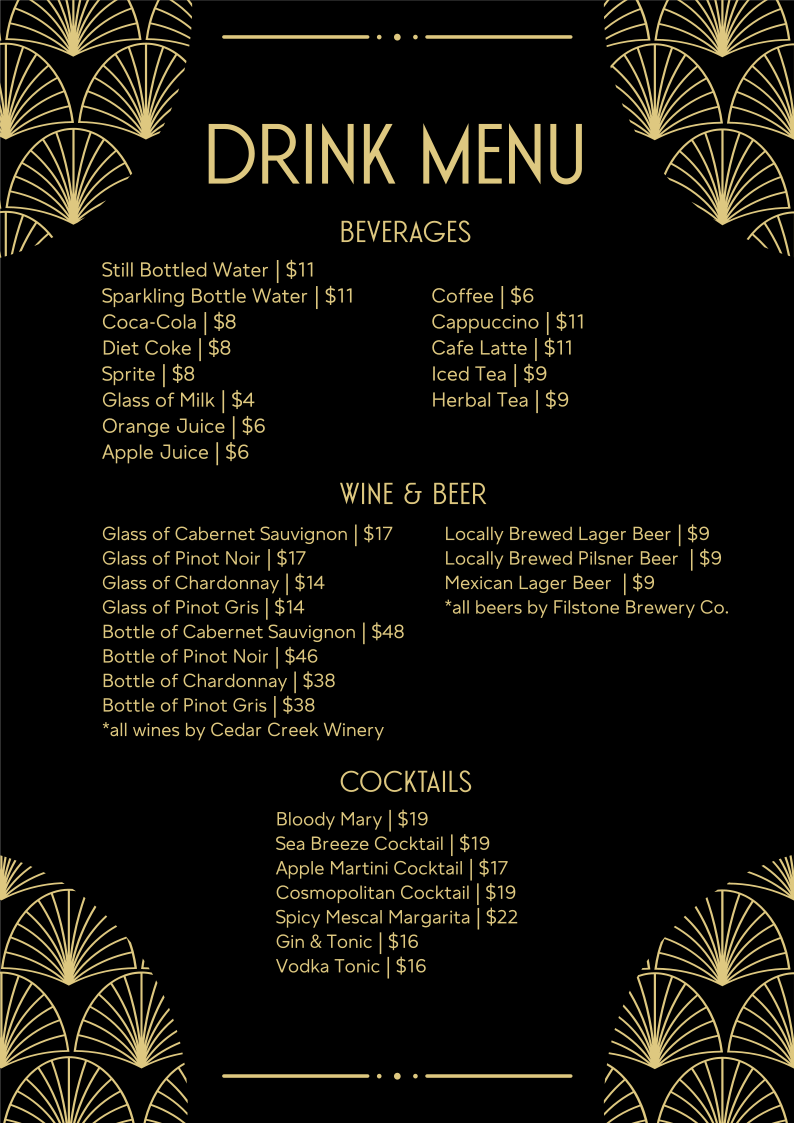 DRINK MENU
BEVERAGES
Still Bottled Water | $11
Sparkling Bottle Water | $11
Coca-Cola | $8
Diet Coke | $8
Sprite | $8
Glass of Milk | $4
Orange Juice | $6
Apple Juice | $6
Coffee | $6
Cappuccino | $11
Cafe Latte | $11
Iced Tea | $9
Herbal Tea | $9
WINE & BEER
Glass of Cabernet Sauvignon | $17
Glass of Pinot Noir | $17
Glass of Chardonnay | $14
Glass of Pinot Gris | $14
Bottle of Cabernet Sauvignon | $48
Bottle of Pinot Noir | $46
Bottle of Chardonnay | $38
Bottle of Pinot Gris | $38
*all wines by Cedar Creek Winery
Locally Brewed Lager Beer | $9
Locally Brewed Pilsner Beer | $9
Mexican Lager Beer | $9
*all beers by Filstone Brewery Co.
COCKTAILS
Bloody Mary | $19
Sea Breeze Cocktail | $19
Apple Martini Cocktail | $17
Cosmopolitan Cocktail | $19
Spicy Mescal Margarita | $22
Gin & Tonic | $16
Vodka Tonic | $16